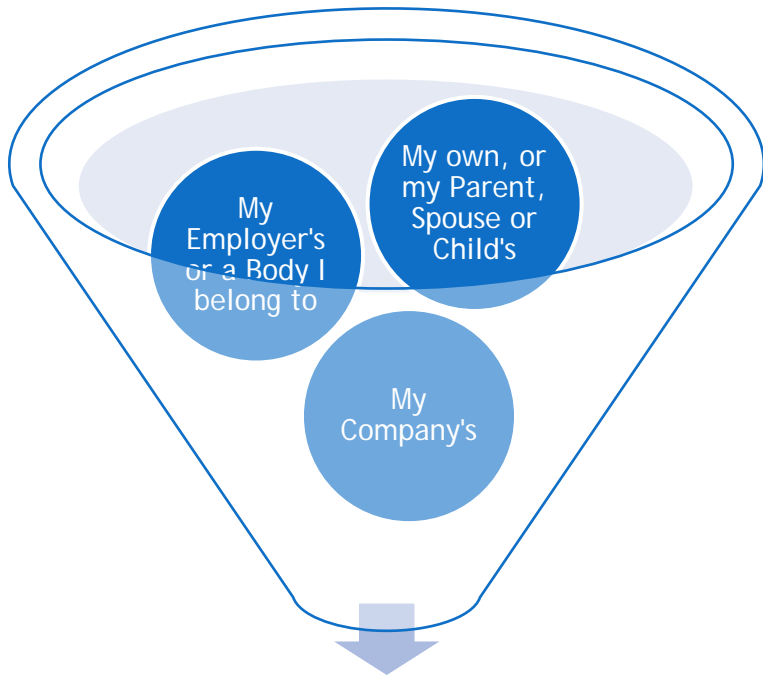 My own, or
my Parent,
Spouse or
Child's
My
Employer's
or a Body I
belong to
My
Company's